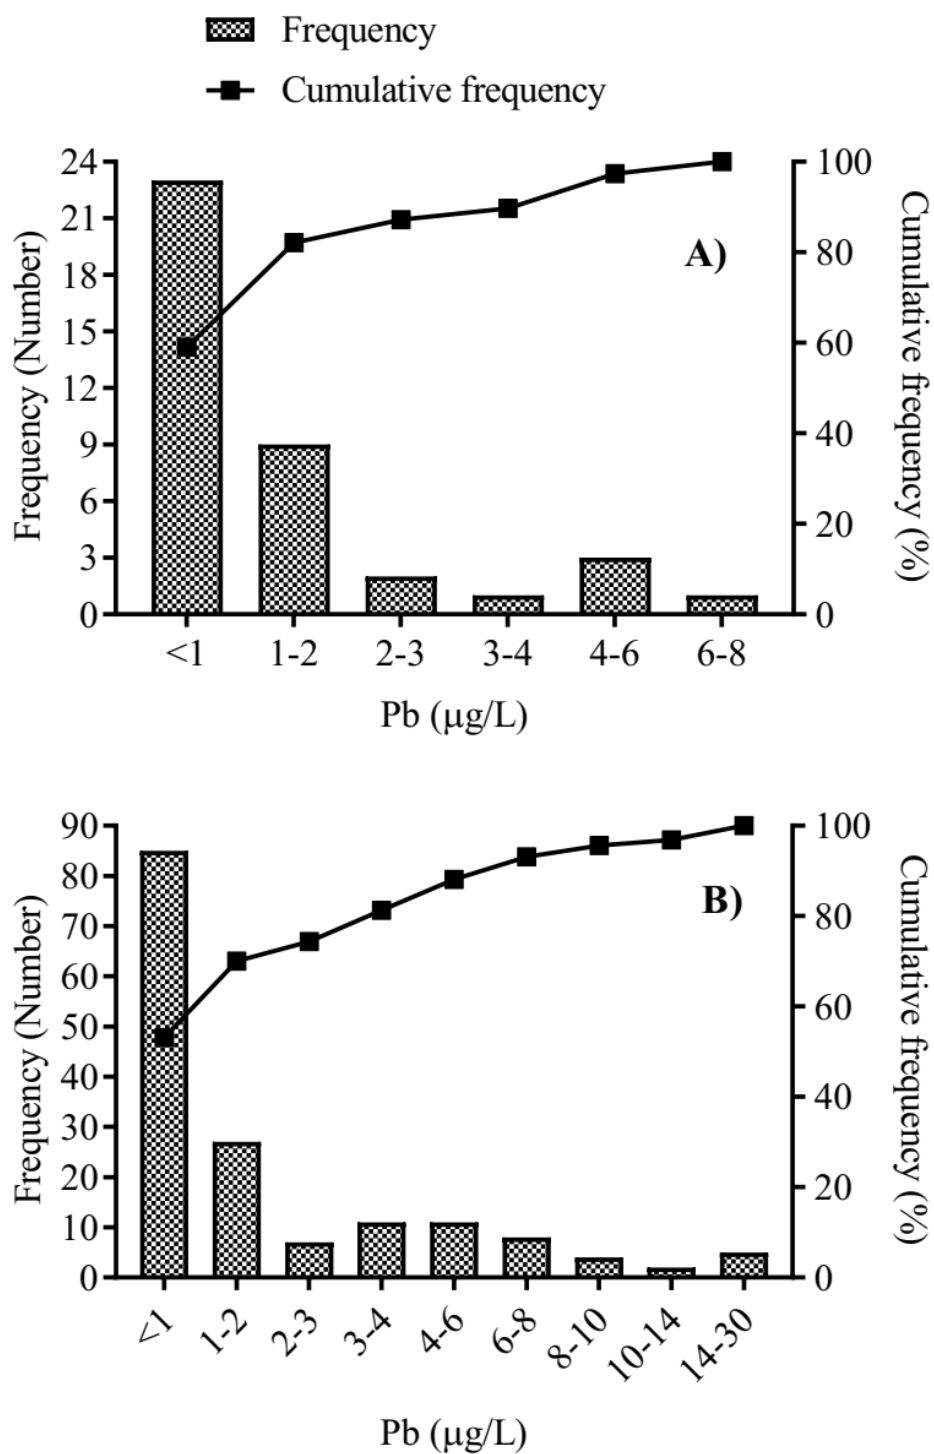 Frequency
Cumulative frequency
24
21
18
15
12
9
6
3
0
Frequency (Number)
100
80
60
40
20
0
Cumulative frequency (%)
A)
<1 1-2 2-3 3-4 4-6 6-8
Pb (μg/L)
90
80
70
60
50
40
30
20
10
0
Frequency (Number)
100
80
60
40
20
0
Cumulative frequency (%)
B)
<1 1-2 2-3 3-4 4-6 6-8 8-10 10-14 14-30
Pb (μg/L)